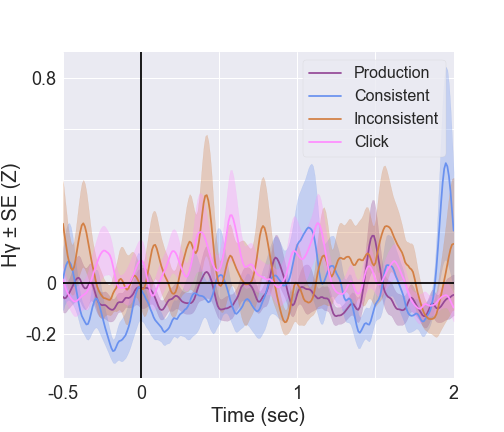 Production
Consistent
Inconsistent
Click
Hγ ± SE (Z)
0.8
0
-0.2
-0.5
0
1
2
Time (sec)